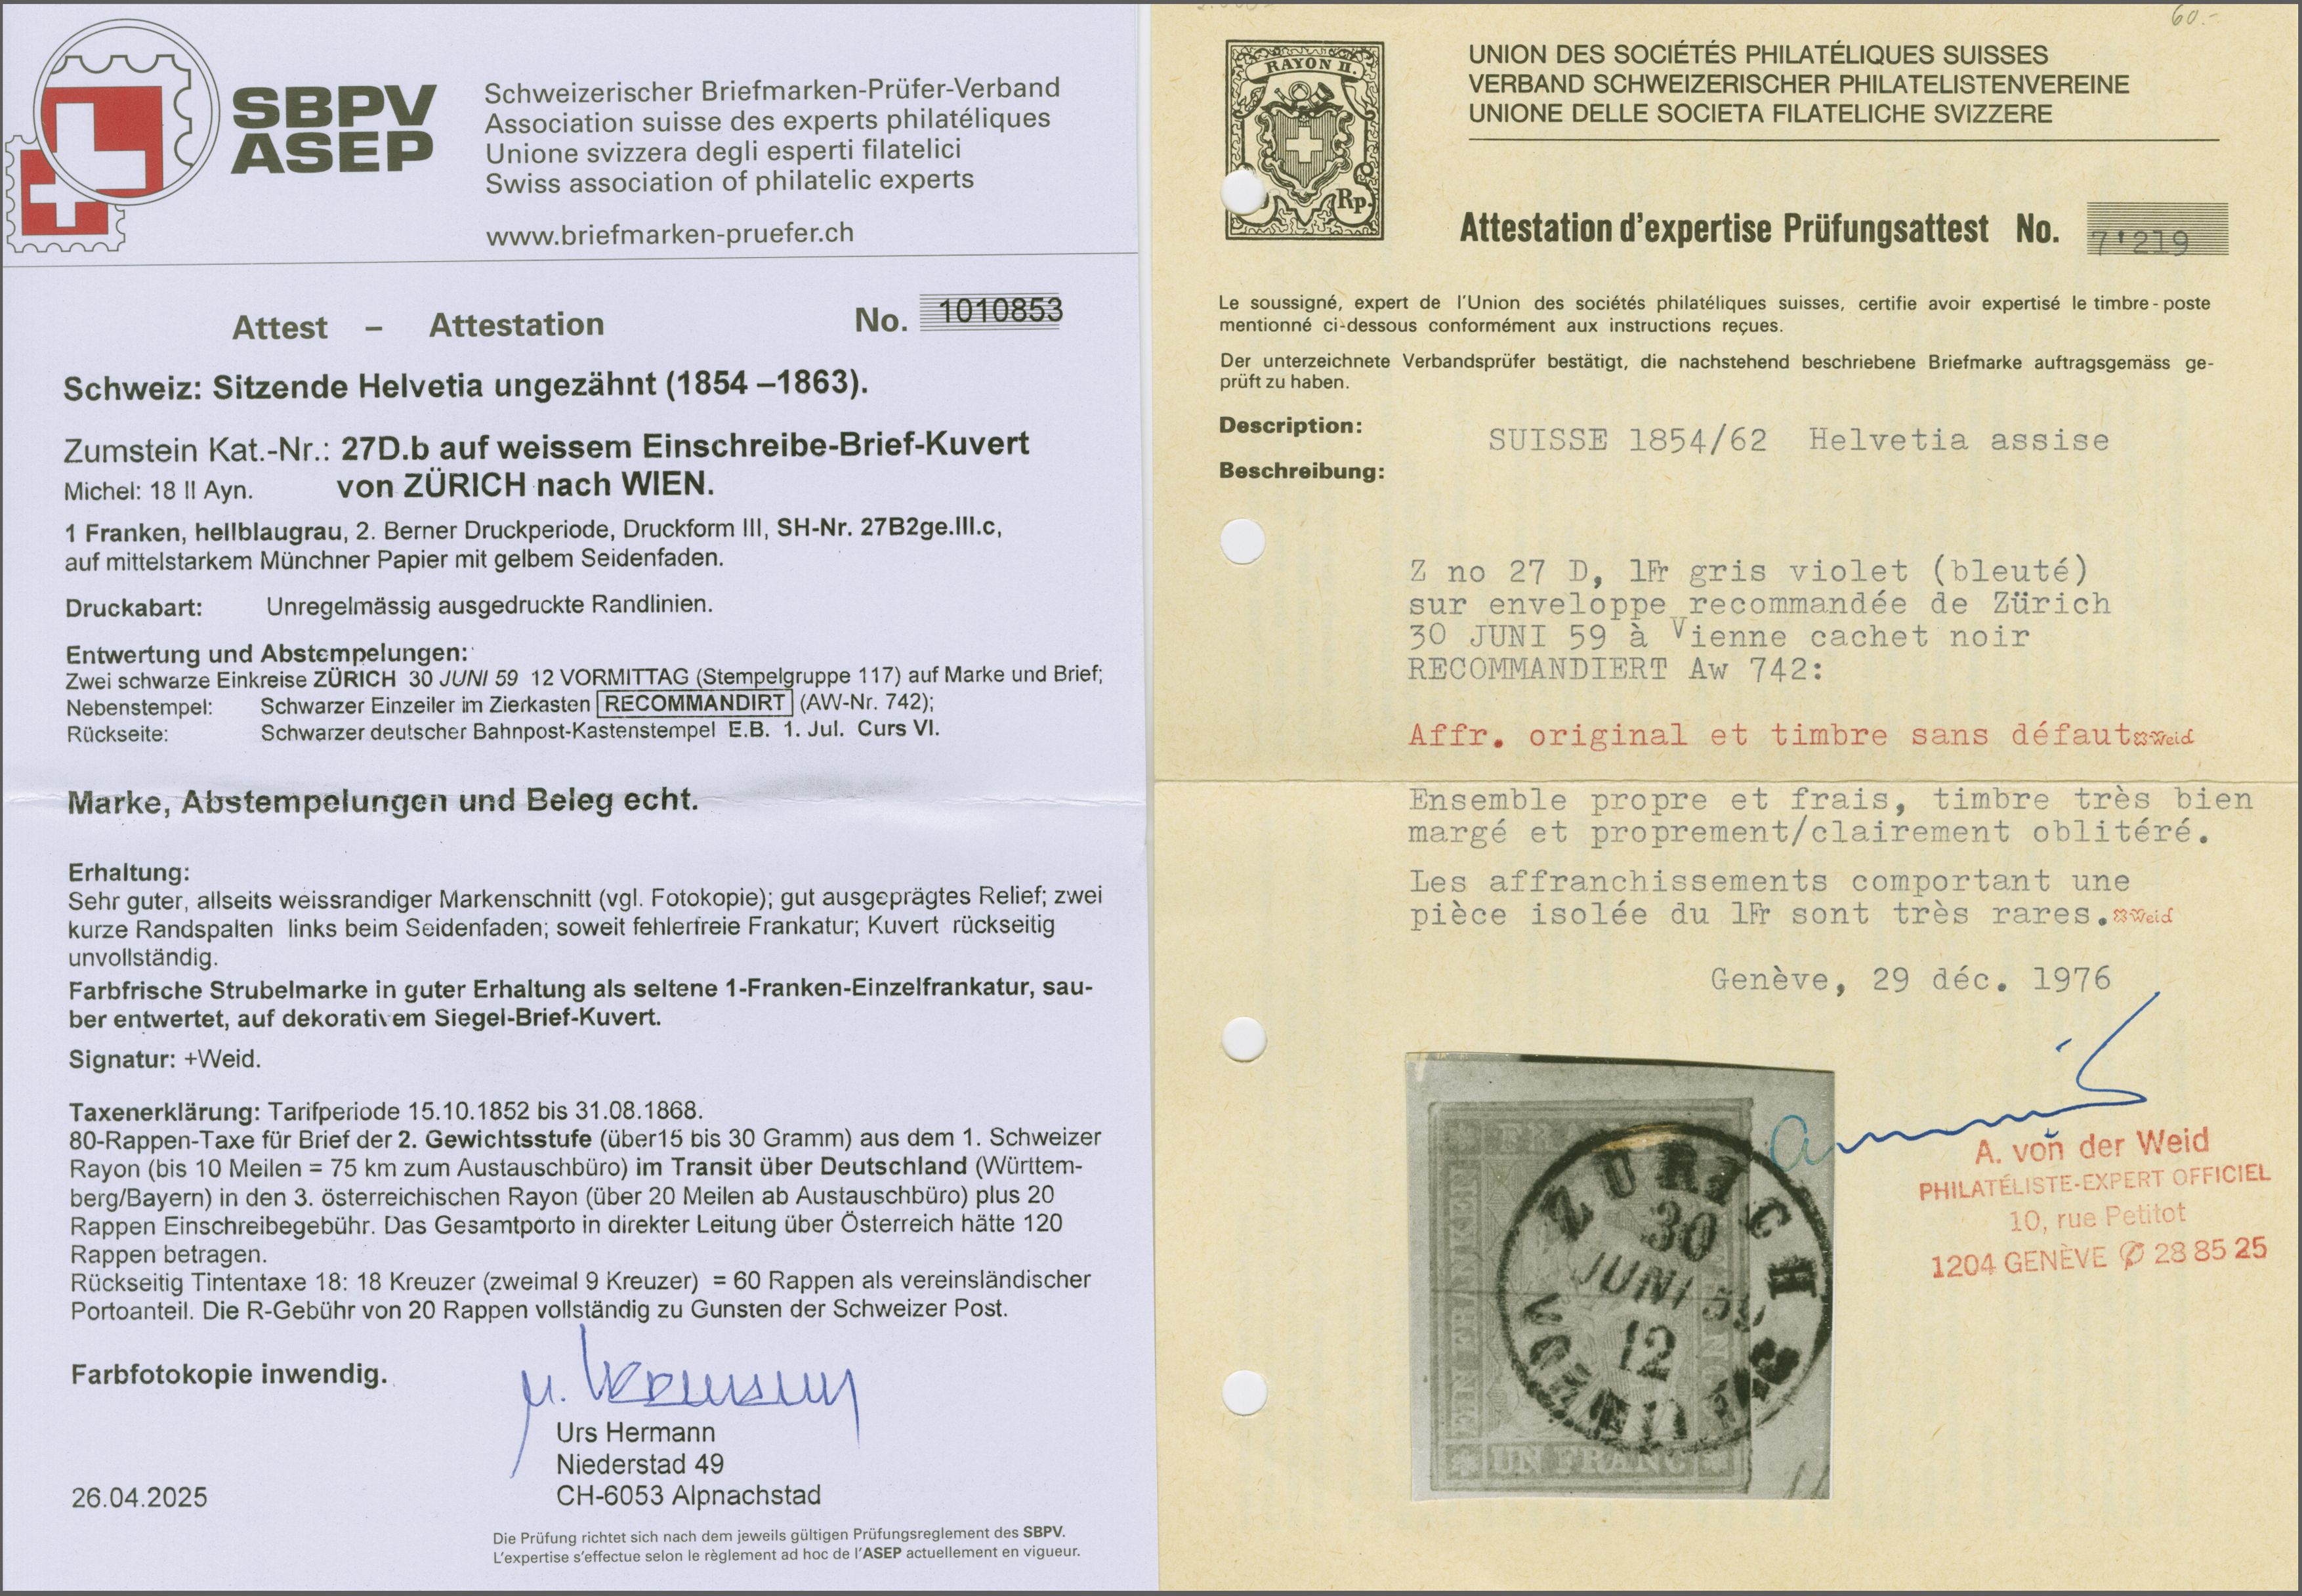 SBPV
ASEP
Schweizerischer Briefmarken-Prüfer-Verband
Association suisse des experts philatéliques
Unione svizzera degli esperti filatelici
Swiss association of philatelic experts
www.briefmarken-pruefer.ch
Attest – Attestation No. 1010853
Schweiz: Sitzende Helvetia ungezähnt (1854 –1863).
Zumstein Kat.-Nr.: 27D.b auf weissem Einschreibe-Brief-Kuvert
Michel: 18 II Ayn. von ZÜRICH nach WIEN.
1 Franken, hellblaugrau, 2. Berner Druckperiode, Druckform III, SH-Nr. 27B2ge.III.c,
auf mittelstarkem Münchner Papier mit gelbem Seidenfaden.
Druckabart: Unregelmässig ausgedruckte Randlinien.
Entwertung und Abstempelungen:
Zwei schwarze Einkreise ZÜRICH 30 JUNI 59 12 VORMITTAG (Stempelgruppe 117) auf Marke und Brief;
Nebenstempel: Schwarzer Einzeiler im Zierkasten RECOMMANDIRT (AW-Nr. 742);
Rückseite: Schwarzer deutscher Bahnpost-Kastenstempel E.B. 1. Jul. Curs VI.
Marke, Abstempelungen und Beleg echt.
Erhaltung:
Sehr guter, allseits weissrandiger Markenschnitt (vgl. Fotokopie); gut ausgeprägtes Relief; zwei
kurze Randspalten links beim Seidenfaden; soweit fehlerfreie Frankatur; Kuvert rückseitig
unvollständig.
Farbfrische Strubelmarke in guter Erhaltung als seltene 1-Franken-Einzelfrankatur, sau-
ber entwertet, auf dekorativem Siegel-Brief-Kuvert.
Signatur: +Weid.
Taxenerklärung: Tarifperiode 15.10.1852 bis 31.08.1868.
80-Rappen-Taxe für Brief der 2. Gewichtsstufe (über15 bis 30 Gramm) aus dem 1. Schweizer
Rayon (bis 10 Meilen = 75 km zum Austauschbüro) im Transit über Deutschland (Württem-
berg/Bayern) in den 3. österreichischen Rayon (über 20 Meilen ab Austauschbüro) plus 20
Rappen Einschreibegebühr. Das Gesamtporto in direkter Leitung über Österreich hätte 120
Rappen betragen.
Rückseitig Tintentaxe 18: 18 Kreuzer (zweimal 9 Kreuzer) = 60 Rappen als vereinsländischer
Portoanteil. Die R-Gebühr von 20 Rappen vollständig zu Gunsten der Schweizer Post.
Farbfotokopie inwendig.
Urs Hermann
Niederstad 49
CH-6053 Alpnachstad
26.04.2025
Die Prüfung richtet sich nach dem jeweils gültigen Prüfungsreglement des SBPV.
L'expertise s'effectue selon le règlement ad hoc de l'ASEP actuellement en vigueur.
60.-
RAYON II.
Rp.
UNION DES SOCIÉTÉS PHILATÉLIQUES SUISSES
VERBAND SCHWEIZERISCHER PHILATELISTENVEREINE
UNIONE DELLE SOCIETA FILATELICHE SVIZZERE
Attestation d'expertise Prüfungsattest No. 7'219
Le soussigné, expert de l'Union des sociétés philatéliques suisses, certifie avoir expertisé le timbre-poste
mentionné ci-dessous conformément aux instructions reçues.
Der unterzeichnete Verbandsprüfer bestätigt, die nachstehend beschriebene Briefmarke auftragsgemäss ge-
prüft zu haben.
Description: SUISSE 1854/62 Helvetia assise
Beschreibung:
Z no 27 D, 1Fr gris violet (bleuté)
sur enveloppe recommandée de Zürich
30 JUNI 59 à Vienne cachet noir
RECOMMANDIERT Aw 742:
Affr. original et timbre sans défaut Weid
Ensemble propre et frais, timbre très bien
margé et proprement/clairement oblitéré.
Les affranchissements comportant une
pièce isolée du 1Fr sont très rares. Weid
Genève, 29 déc. 1976
A. von der Weid
PHILATÉLISTE-EXPERT OFFICIEL
10, rue Petitot
1204 GENÈVE 28 85 25
ZURICH
30
JUNI 59
12
EIN FRANKEN
UN FRANC